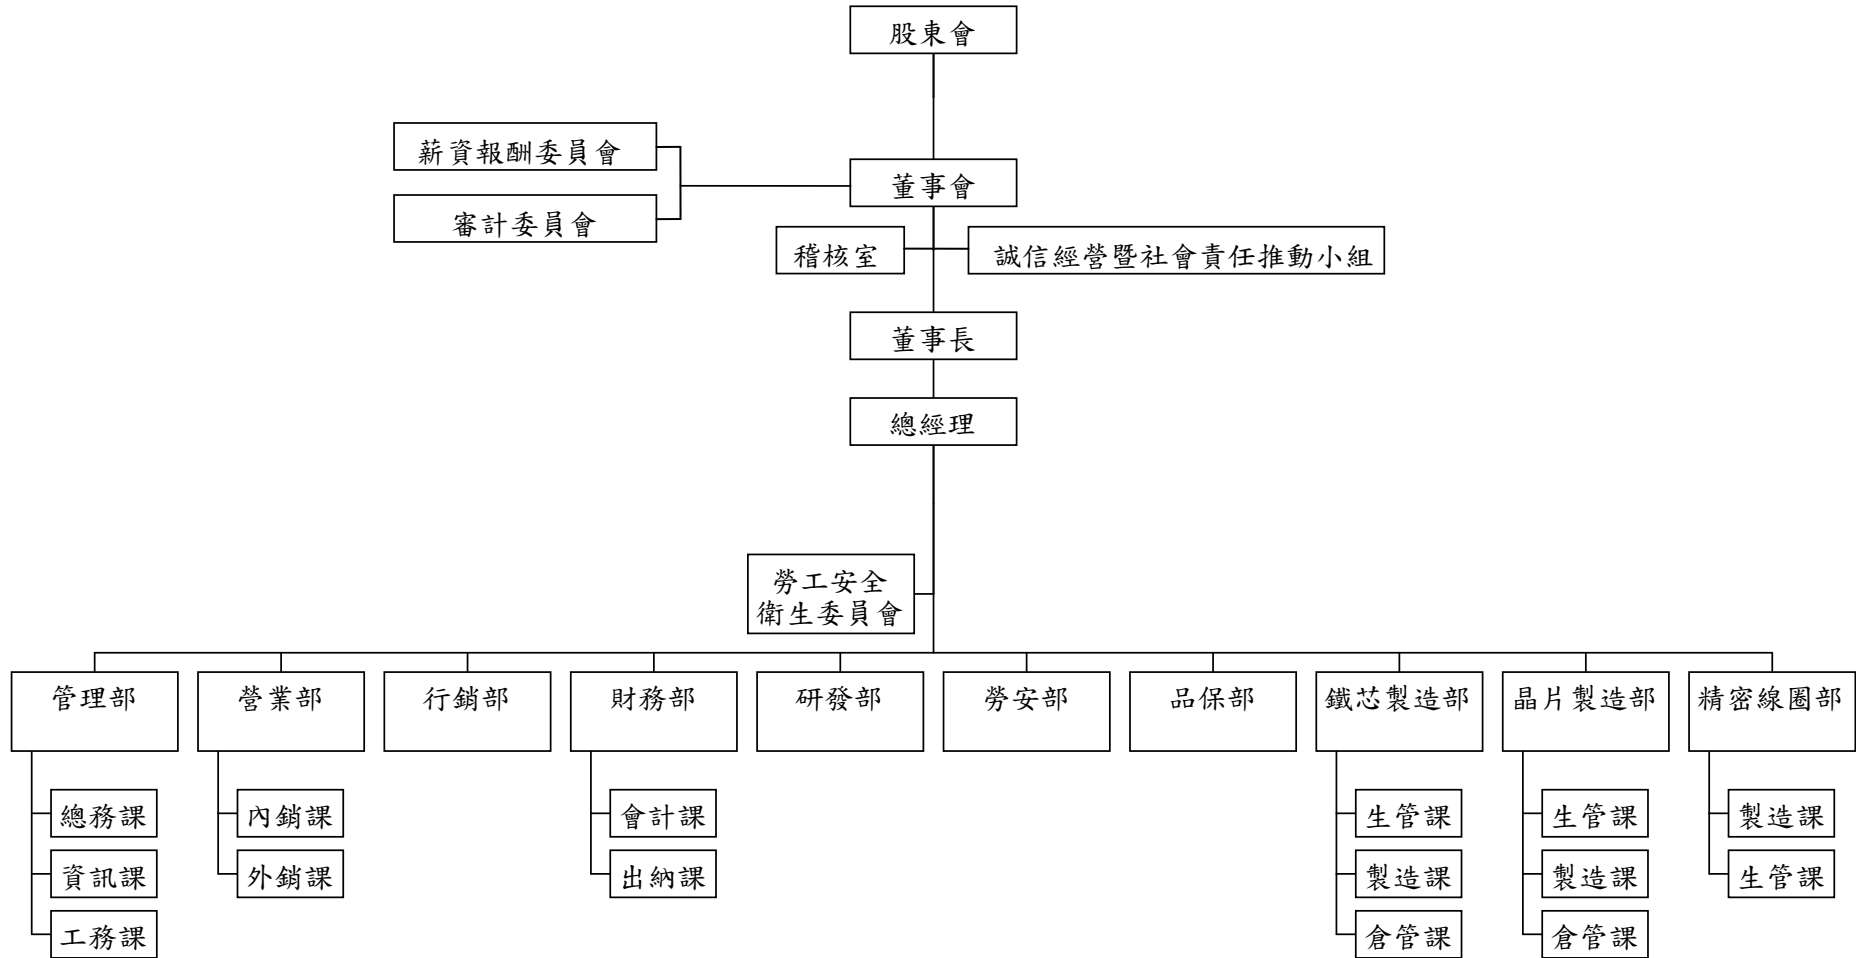 股東會
薪資報酬委員會
審計委員會
董事會
稽核室
誠信經營暨社會責任推動小組
董事長
總經理
勞工安全
衛生委員會
管理部
營業部
行銷部
財務部
研發部
勞安部
品保部
鐵芯製造部
晶片製造部
精密線圈部
總務課
資訊課
工務課
內銷課
外銷課
會計課
出納課
生管課
製造課
倉管課
生管課
製造課
倉管課
製造課
生管課